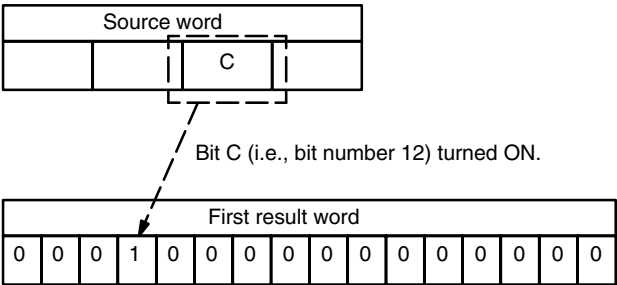 Source word
C
Bit C (i.e., bit number 12) turned ON.
First result word
0 0 0 1 0 0 0 0 0 0 0 0 0 0 0 0